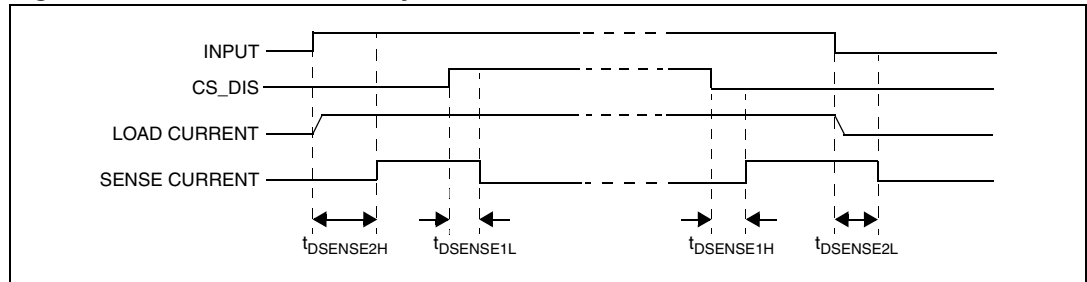 INPUT
CS_DIS
LOAD CURRENT
SENSE CURRENT
tDSENSE2H tDSENSE1L tDSENSE1H tDSENSE2L